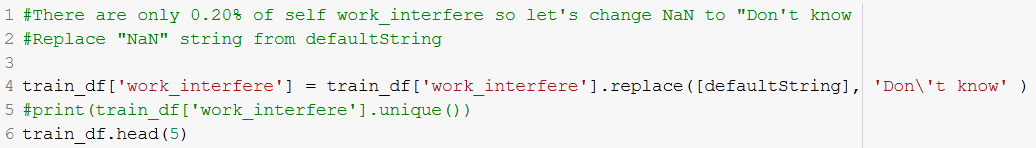 1 #There are only 0.20% of self work_interfere so let's change NaN to "Don't know
2 #Replace "NaN" string from defaultString
3
4 train_df['work_interfere'] = train_df['work_interfere'].replace([defaultString], 'Don\'t know' )
5 #print(train_df['work_interfere'].unique())
6 train_df.head(5)